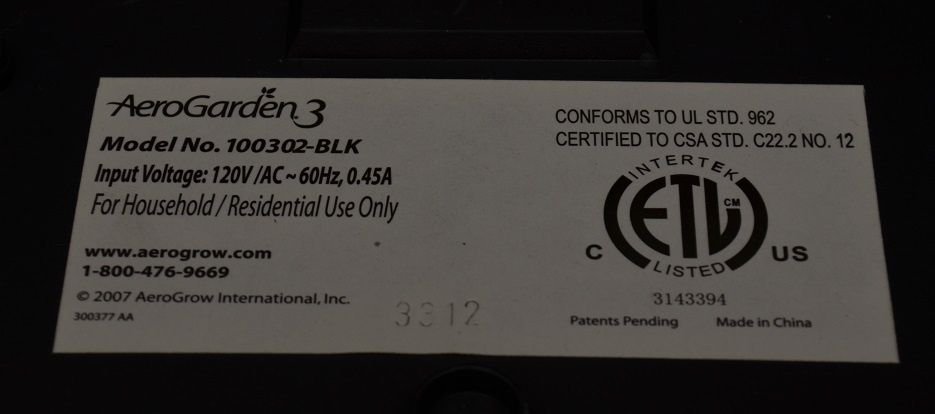 AeroGarden 3
Model No. 100302-BLK
Input Voltage: 120V/AC ~ 60Hz, 0.45A
For Household / Residential Use Only
www.aerogrow.com
1-800-476-9669
© 2007 AeroGrow International, Inc.
300377 AA
3312
CONFORMS TO UL STD. 962
CERTIFIED TO CSA STD. C22.2 NO. 12
INTERTEK
ETL CM
C US
LISTED
3143394
Patents Pending Made in China